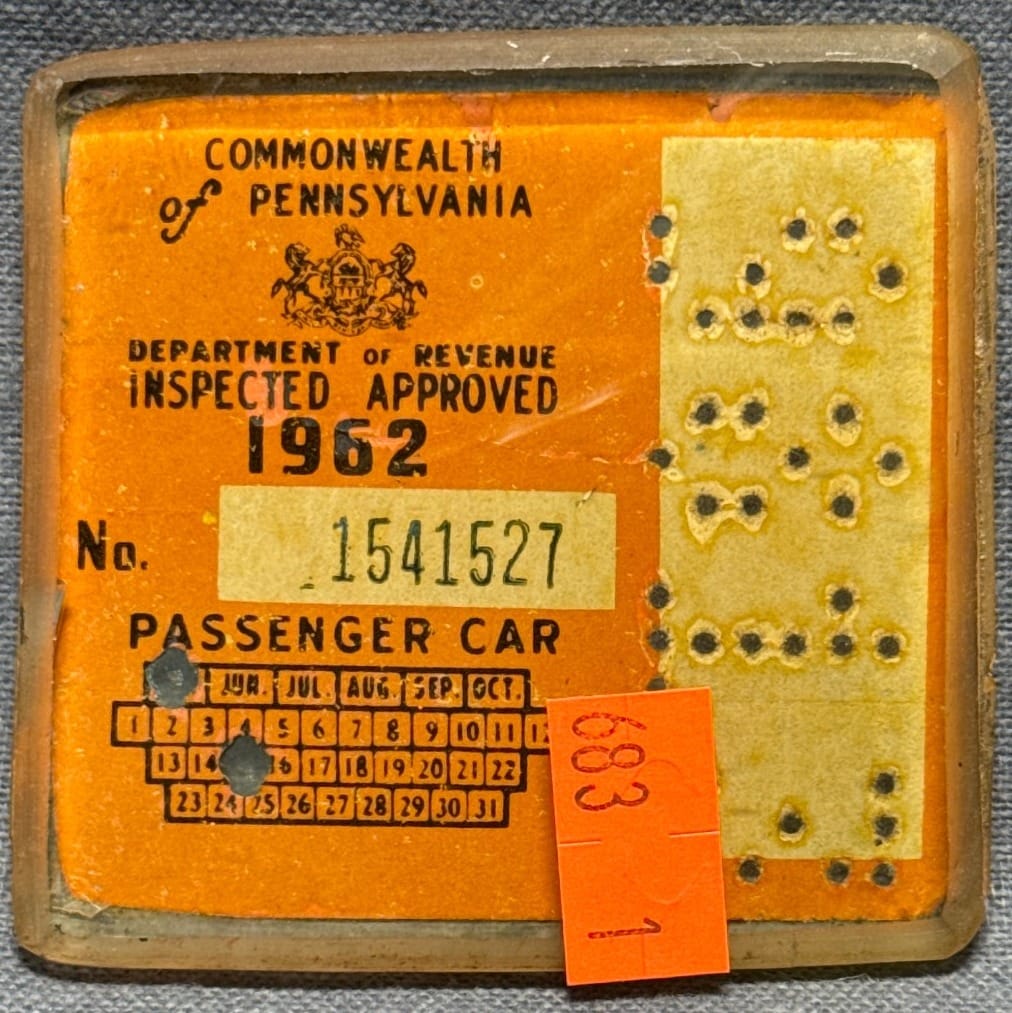 COMMONWEALTH
of PENNSYLVANIA
DEPARTMENT OF REVENUE
INSPECTED APPROVED
1962
No. 1541527
PASSENGER CAR
JUN. JUL. AUG. SEP. OCT.
1 2 3 4 5 6 7 8 9 10 11 12
13 14 16 17 18 19 20 21 22
23 24 25 26 27 28 29 30 31
683 1